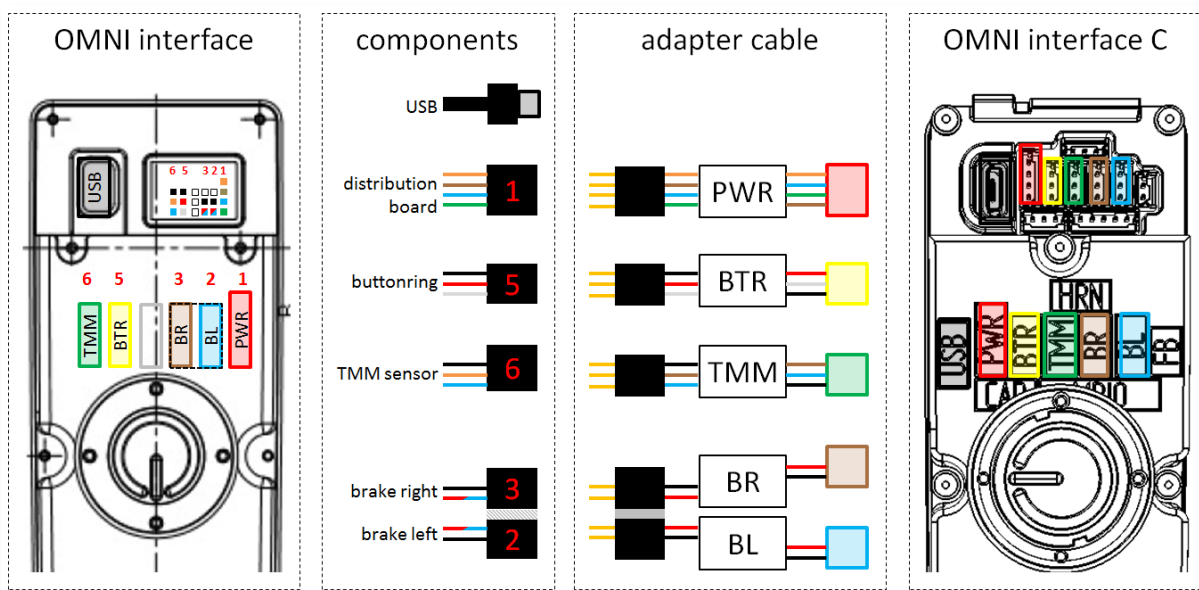 OMNI interface
USB
6 5 3 2 1
6 5 3 2 1
TMM
BTR
BR
BL
PWR
components
USB
distribution
board
1
buttonring
5
TMM sensor
6
brake right
3
brake left
2
adapter cable
PWR
BTR
TMM
BR
BL
OMNI interface C
HRN
USB
PWR
BTR
TMM
BR
BL